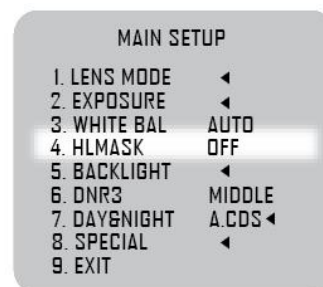 MAIN SETUP
1. LENS MODE ◄
2. EXPOSURE ◄
3. WHITE BAL AUTO
4. HLMASK OFF
5. BACKLIGHT ◄
6. DNR3 MIDDLE
7. DAY&NIGHT A.CDS◄
8. SPECIAL ◄
9. EXIT